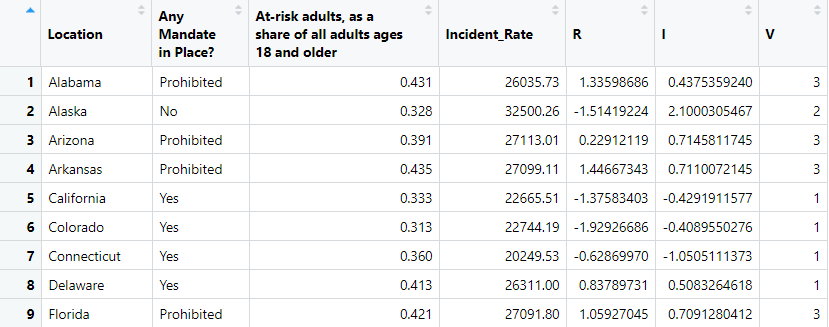 Location Any Mandate in Place? At-risk adults, as a share of all adults ages 18 and older Incident_Rate R I V
1 Alabama Prohibited 0.431 26035.73 1.33598686 0.4375359240 3
2 Alaska No 0.328 32500.26 -1.51419224 2.1000305467 2
3 Arizona Prohibited 0.391 27113.01 0.22912119 0.7145811745 3
4 Arkansas Prohibited 0.435 27099.11 1.44667343 0.7110072145 3
5 California Yes 0.333 22665.51 -1.37583403 -0.4291911577 1
6 Colorado Yes 0.313 22744.19 -1.92926686 -0.4089550276 1
7 Connecticut Yes 0.360 20249.53 -0.62869970 -1.0505111373 1
8 Delaware Yes 0.413 26311.00 0.83789731 0.5083264618 1
9 Florida Prohibited 0.421 27091.80 1.05927045 0.7091280412 3